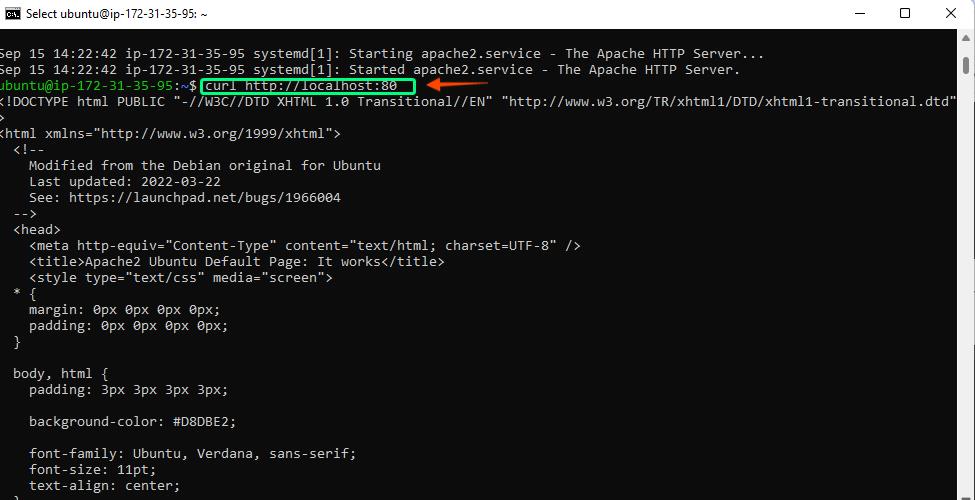 Select ubuntu@ip-172-31-35-95: ~
Sep 15 14:22:42 ip-172-31-35-95 systemd[1]: Starting apache2.service - The Apache HTTP Server...
Sep 15 14:22:42 ip-172-31-35-95 systemd[1]: Started apache2.service - The Apache HTTP Server.
ubuntu@ip-172-31-35-95:~$ curl http://localhost:80
<!DOCTYPE html PUBLIC "-//W3C//DTD XHTML 1.0 Transitional//EN" "http://www.w3.org/TR/xhtml1/DTD/xhtml1-transitional.dtd"
>
<html xmlns="http://www.w3.org/1999/xhtml">
  <!--
    Modified from the Debian original for Ubuntu
    Last updated: 2022-03-22
    See: https://launchpad.net/bugs/1966004
  -->
  <head>
    <meta http-equiv="Content-Type" content="text/html; charset=UTF-8" />
    <title>Apache2 Ubuntu Default Page: It works</title>
    <style type="text/css" media="screen">
  * {
    margin: 0px 0px 0px 0px;
    padding: 0px 0px 0px 0px;
  }
  body, html {
    padding: 3px 3px 3px 3px;
    background-color: #D8DBE2;
    font-family: Ubuntu, Verdana, sans-serif;
    font-size: 11pt;
    text-align: center;
  }